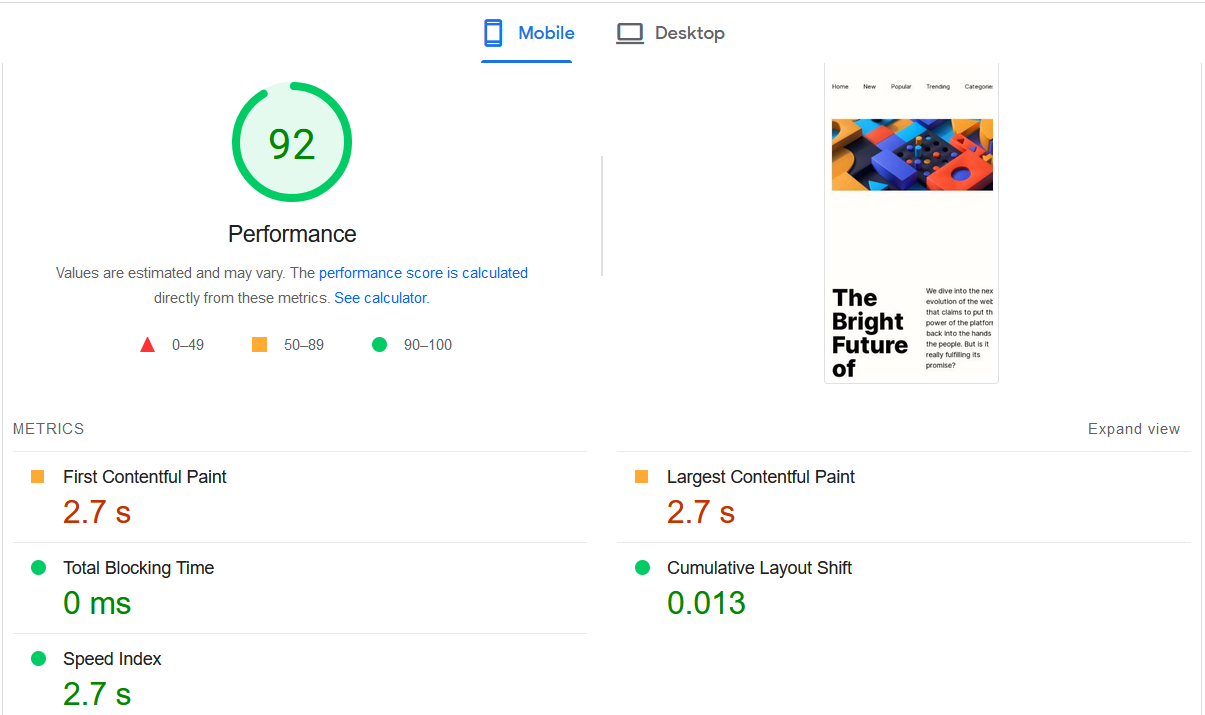 Mobile
Desktop
92
Performance
Values are estimated and may vary. The performance score is calculated
directly from these metrics. See calculator.
0–49
50–89
90–100
Home New Popular Trending Categorie
The
Bright
Future
of
We dive into the nex
evolution of the web
that claims to put th
power of the platforn
back into the hands
the people. But is it
really fulfilling its
promise?
METRICS
Expand view
First Contentful Paint
2.7 s
Largest Contentful Paint
2.7 s
Total Blocking Time
0 ms
Cumulative Layout Shift
0.013
Speed Index
2.7 s